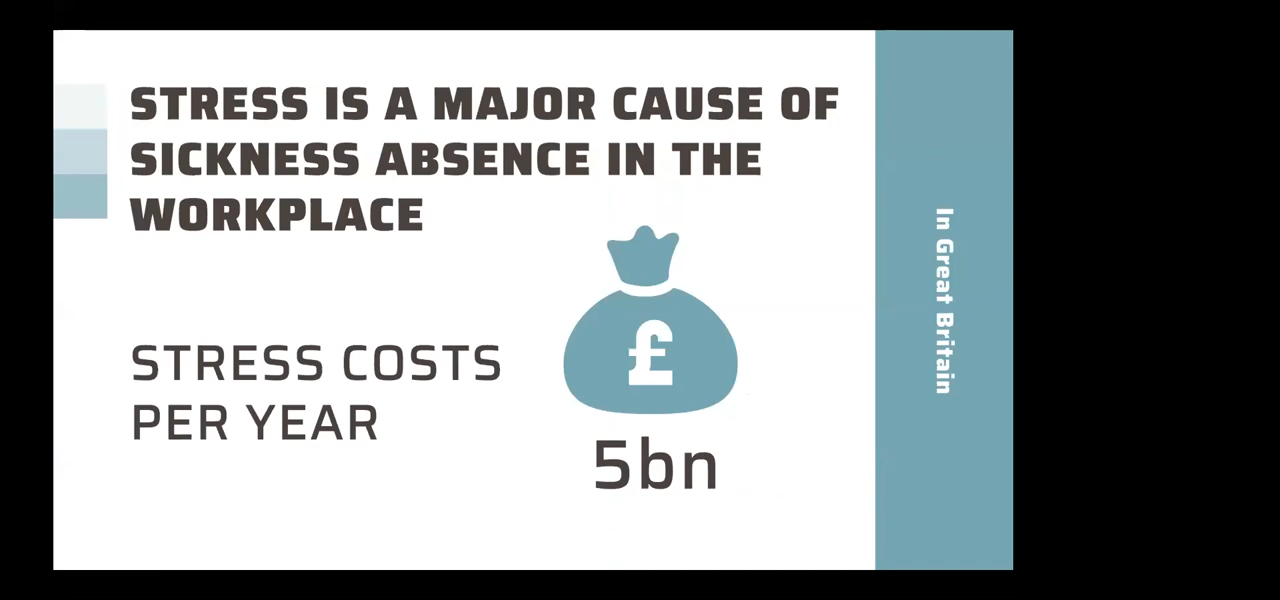 STRESS IS A MAJOR CAUSE OF
SICKNESS ABSENCE IN THE
WORKPLACE
STRESS COSTS
PER YEAR
£
5bn
In Great Britain